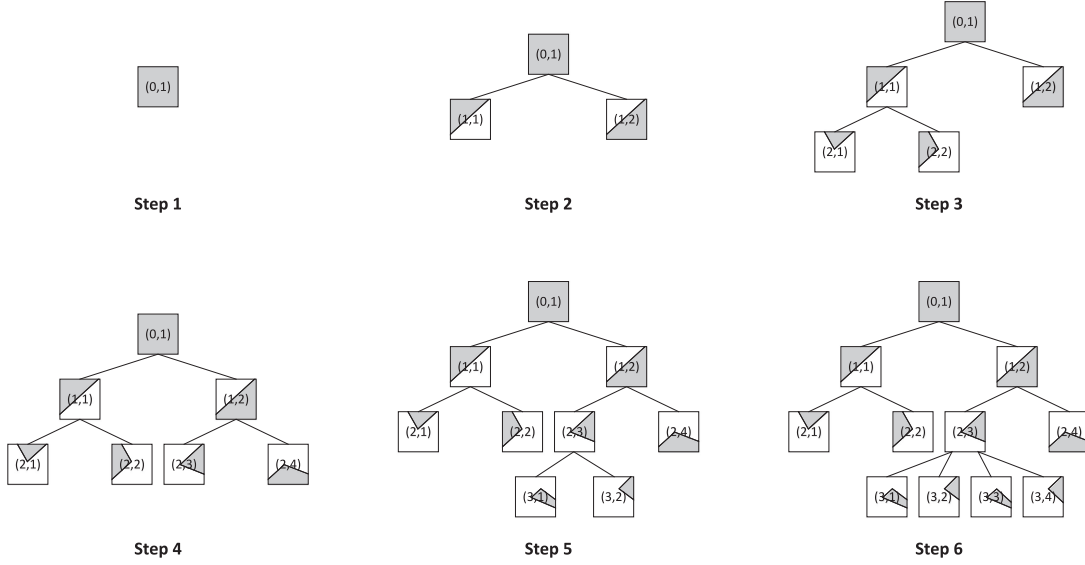 (0,1)
Step 1
(0,1)
(1,1) (1,2)
Step 2
(0,1)
(1,1) (1,2)
(2,1) (2,2)
Step 3
(0,1)
(1,1) (1,2)
(2,1) (2,2) (2,3) (2,4)
Step 4
(0,1)
(1,1) (1,2)
(2,1) (2,2) (2,3) (2,4)
(3,1) (3,2)
Step 5
(0,1)
(1,1) (1,2)
(2,1) (2,2) (2,3) (2,4)
(3,1) (3,2) (3,3) (3,4)
Step 6